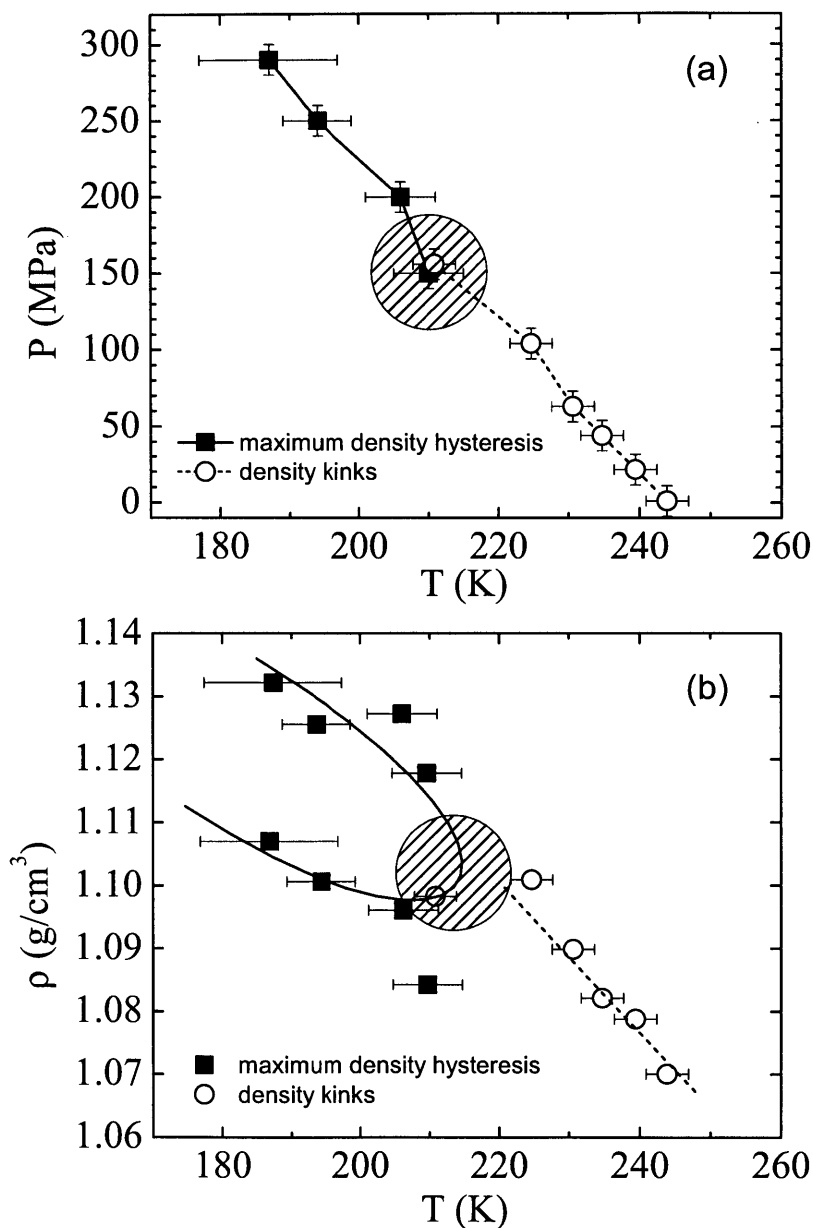 (a)
300
250
200
150
100
50
0
P (MPa)
maximum density hysteresis
density kinks
180 200 220 240 260
T (K)
(b)
1.14
1.13
1.12
1.11
1.10
1.09
1.08
1.07
1.06
ρ (g/cm³)
maximum density hysteresis
density kinks
180 200 220 240 260
T (K)